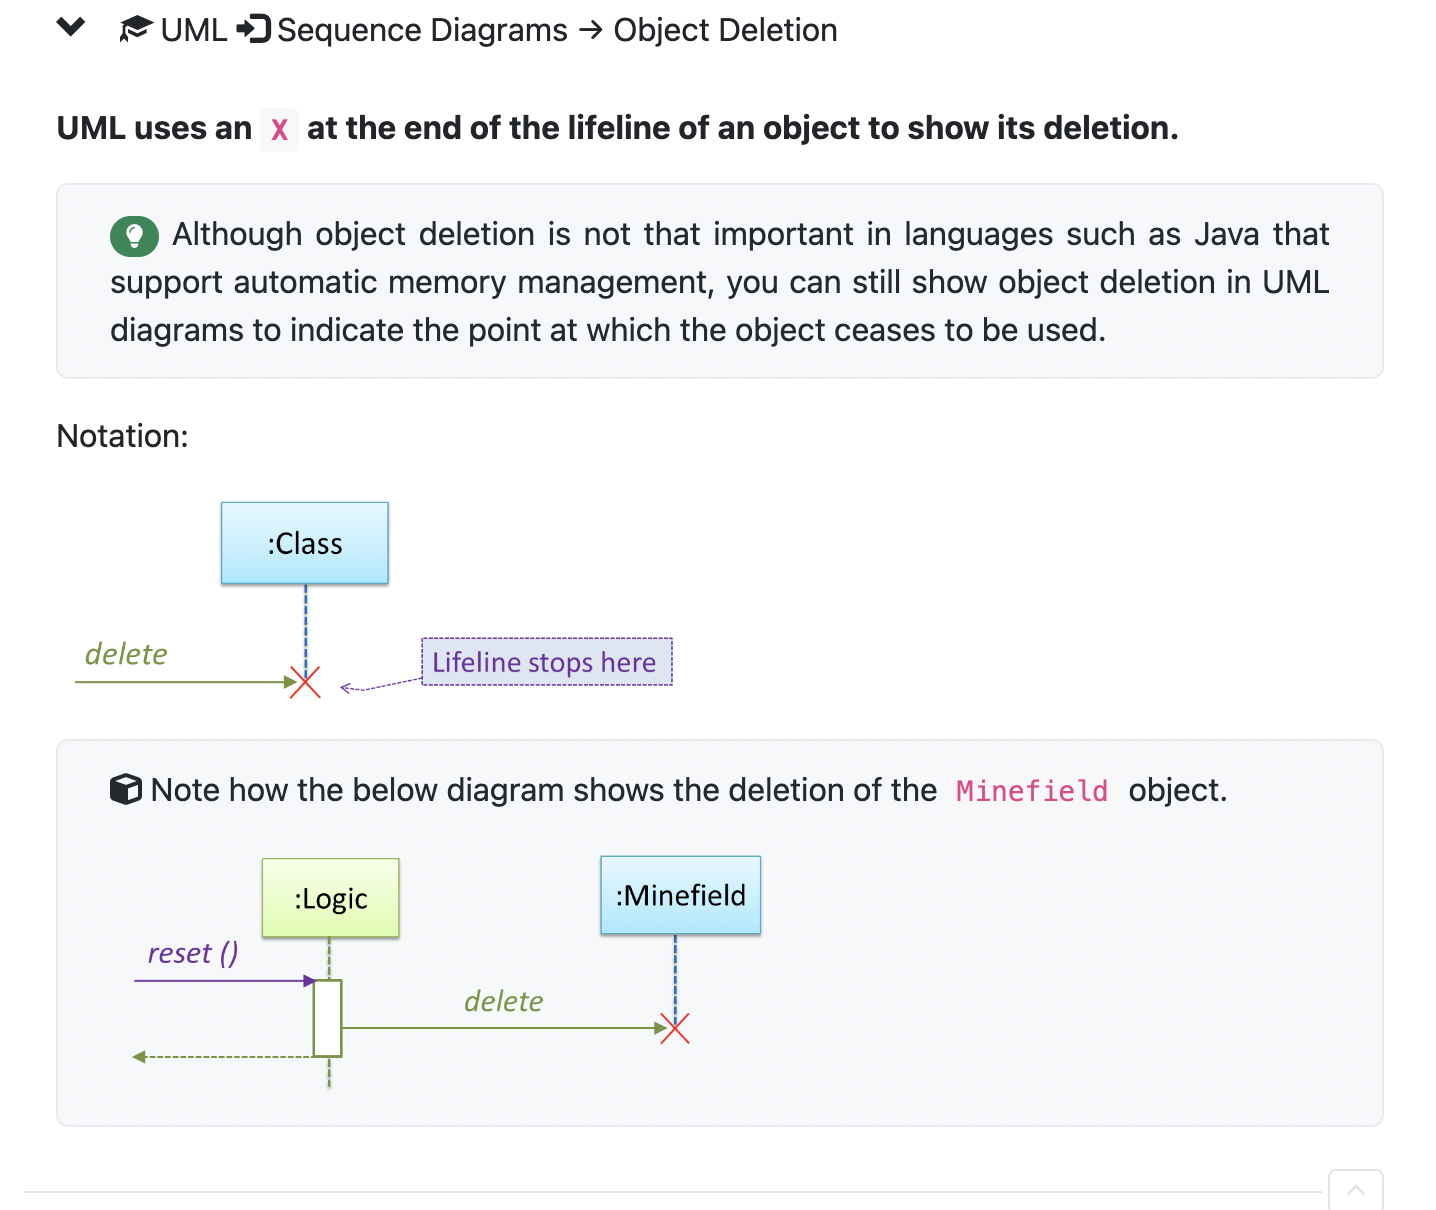 UML Sequence Diagrams → Object Deletion
UML uses an X at the end of the lifeline of an object to show its deletion.
Although object deletion is not that important in languages such as Java that
support automatic memory management, you can still show object deletion in UML
diagrams to indicate the point at which the object ceases to be used.
Notation:
:Class
delete
Lifeline stops here
Note how the below diagram shows the deletion of the Minefield object.
:Logic
:Minefield
reset ()
delete